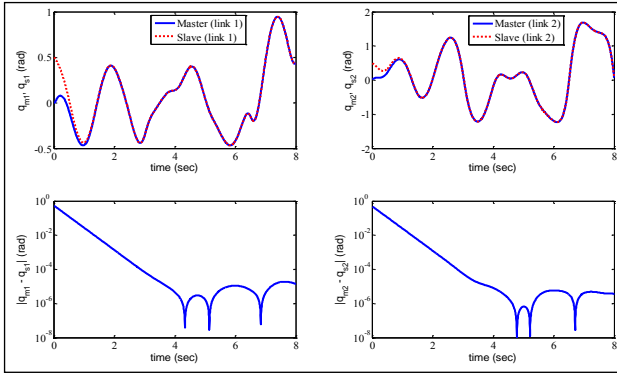 Master (link 1)
Slave (link 1)
1
0.5
0
-0.5
q_m1, q_s1 (rad)
0 2 4 6 8
time (sec)
Master (link 2)
Slave (link 2)
2
1
0
-1
-2
q_m2, q_s2 (rad)
0 2 4 6 8
time (sec)
10^0
10^-2
10^-4
10^-6
10^-8
|q_m1 - q_s1| (rad)
0 2 4 6 8
time (sec)
10^0
10^-2
10^-4
10^-6
10^-8
|q_m2 - q_s2| (rad)
0 2 4 6 8
time (sec)